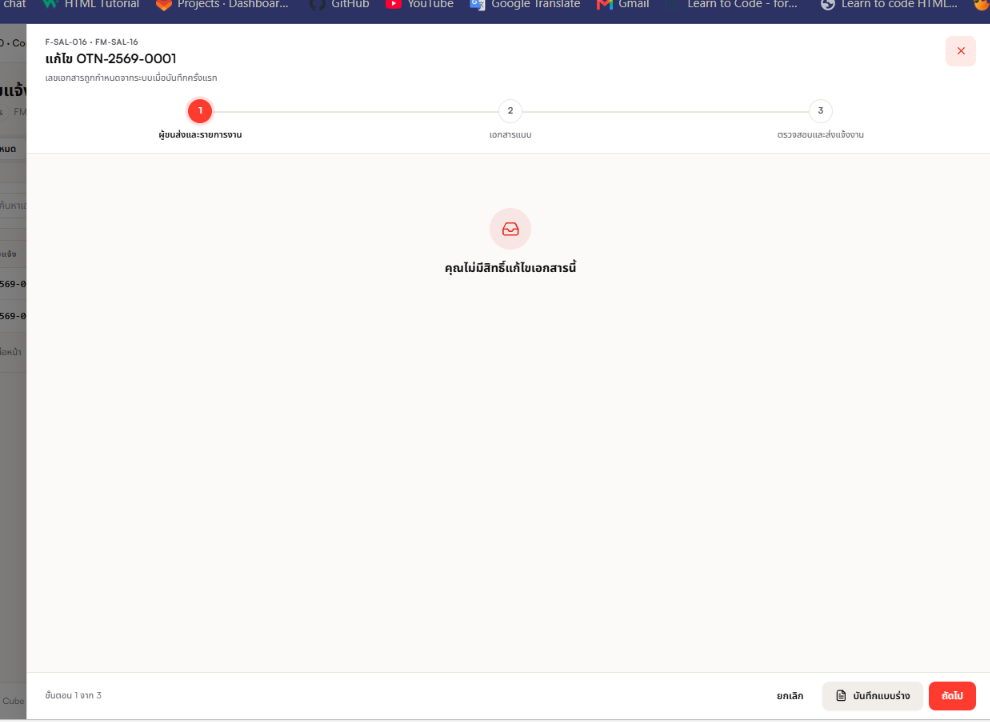 chat HTML Tutorial Projects · Dashboar... GitHub YouTube Google Translate Gmail Learn to Code - for... Learn to code HTML...
F-SAL-016 · FM-SAL-16
แก้ไข OTN-2569-0001
เลขเอกสารถูกกำหนดจากระบบเมื่อบันทึกครั้งแรก
1 2 3
ผู้ขนส่งและรายการงาน เอกสารแนบ ตรวจสอบและส่งแจ้งงาน
คุณไม่มีสิทธิ์แก้ไขเอกสารนี้
569-0
569-0
Cube
ขั้นตอน 1 จาก 3 ยกเลิก บันทึกแบบร่าง ถัดไป